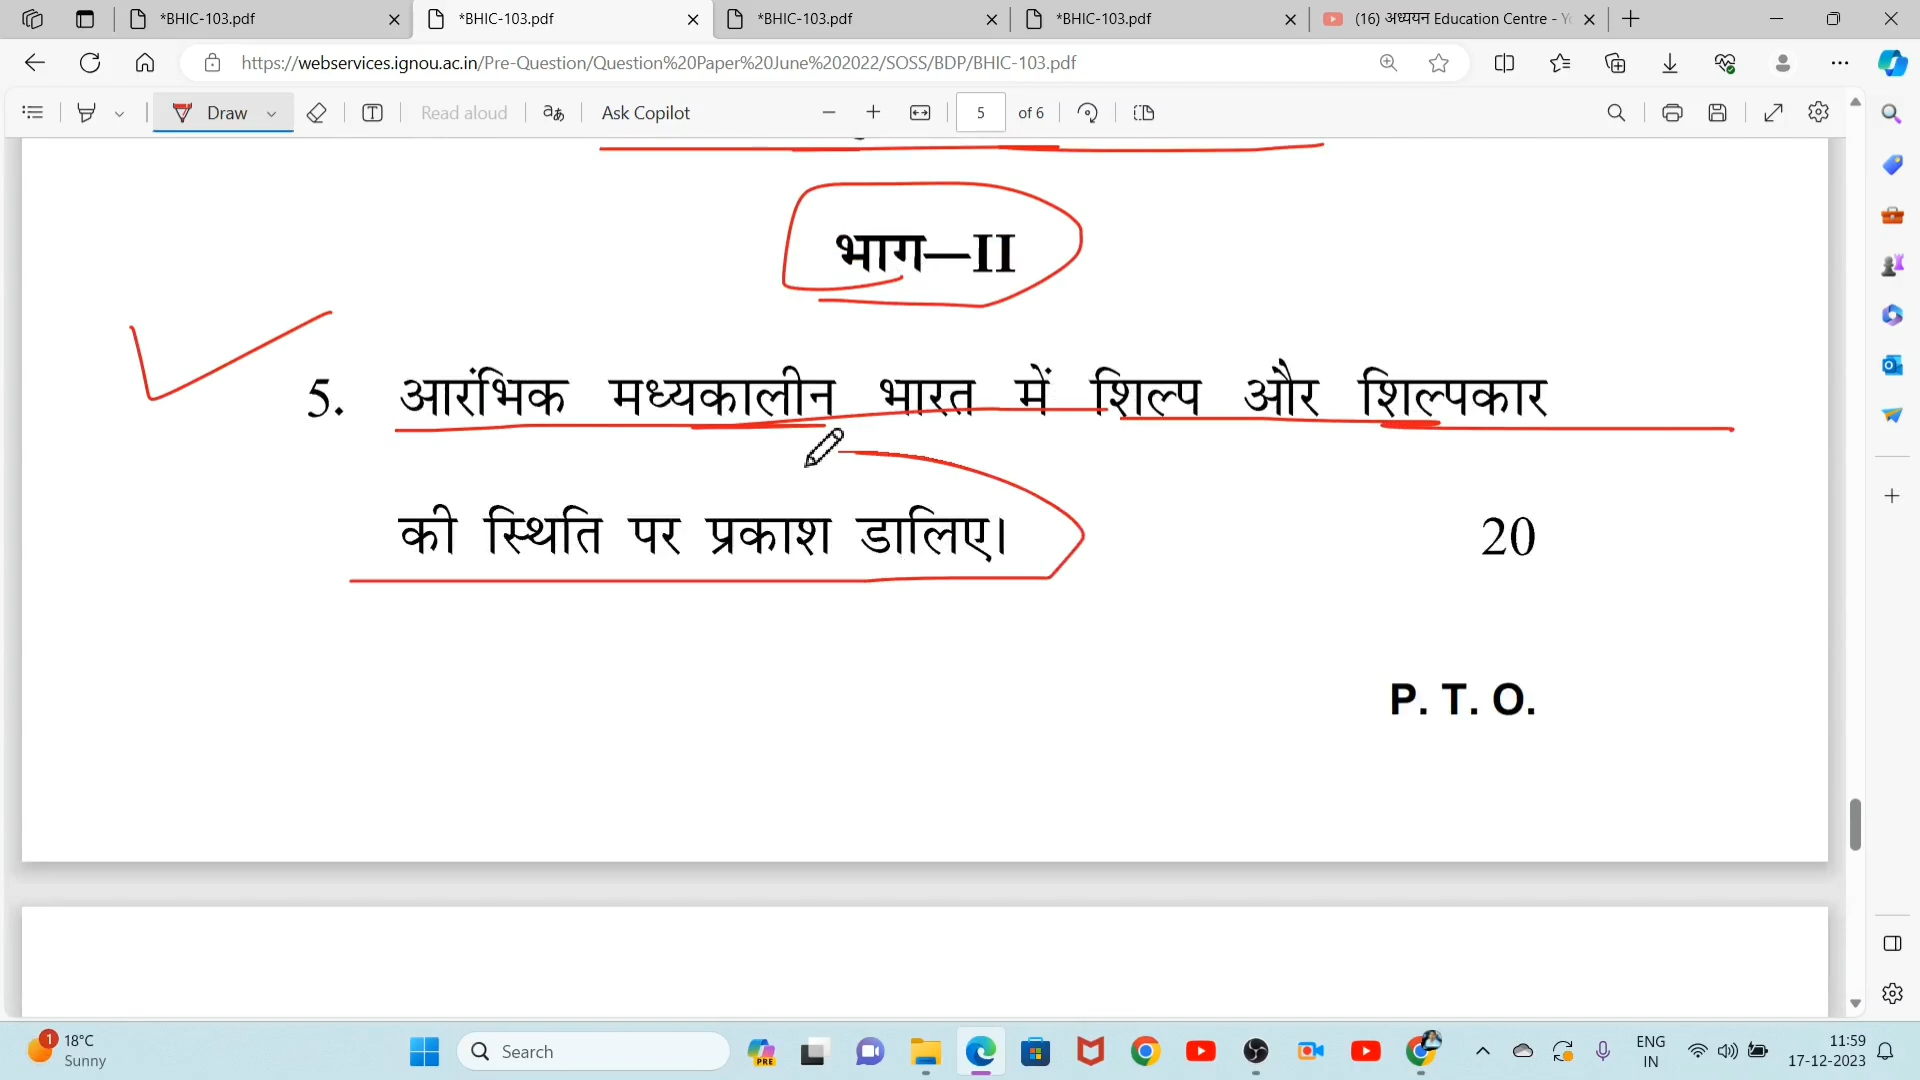 *BHIC-103.pdf
*BHIC-103.pdf
*BHIC-103.pdf
*BHIC-103.pdf
(16) अध्ययन Education Centre -
https://webservices.ignou.ac.in/Pre-Question/Question%20Paper%20June%202022/SOSS/BDP/BHIC-103.pdf
Draw
Read aloud
Ask Copilot
5 of 6
भाग—II
5. आरंभिक मध्यकालीन भारत में शिल्प और शिल्पकार
की स्थिति पर प्रकाश डालिए। 20
P. T. O.
1
18°C
Sunny
Search
PRE
ENG
IN
11:59
17-12-2023